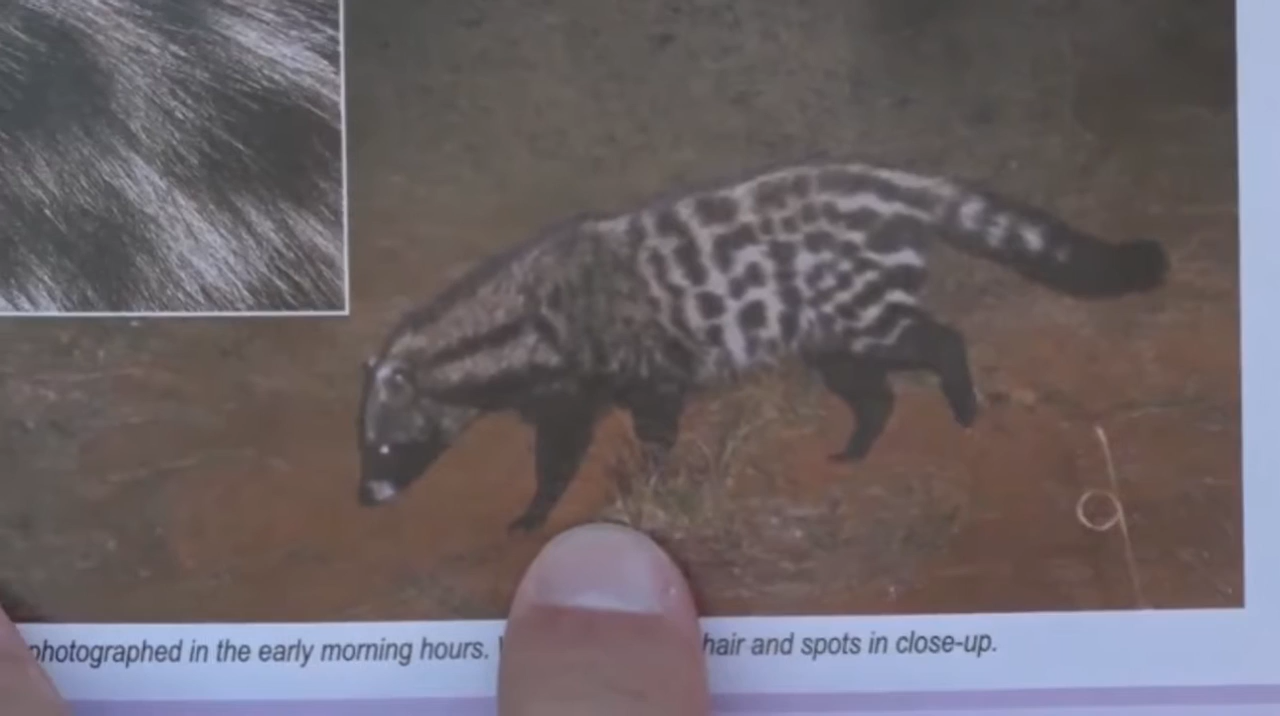 photographed in the early morning hours. hair and spots in close-up.